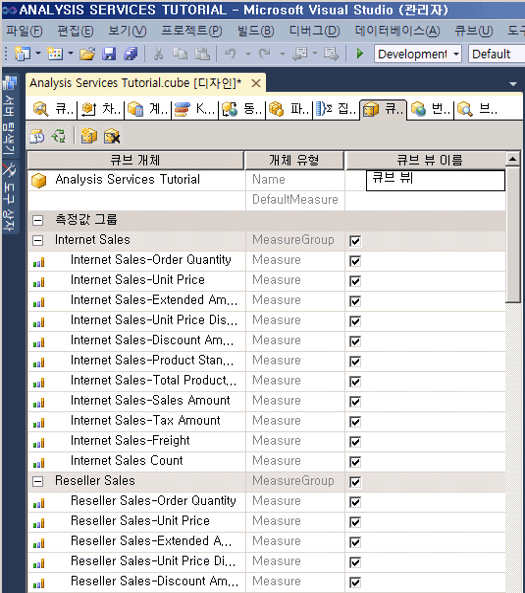 ANALYSIS SERVICES TUTORIAL - Microsoft Visual Studio (관리자)
파일(F) 편집(E) 보기(V) 프로젝트(P) 빌드(B) 디버그(D) 데이터베이스(A) 큐브(U) 도구
Development Default
서버 탐색기
도구 상자
Analysis Services Tutorial.cube [디자인]*
큐.. 차.. 계.. K... 동.. 파.. 집.. 큐.. 번.. 브..
큐브 개체 개체 유형 큐브 뷰 이름
Analysis Services Tutorial Name 큐브 뷰
DefaultMeasure
측정값 그룹
Internet Sales MeasureGroup
Internet Sales-Order Quantity Measure
Internet Sales-Unit Price Measure
Internet Sales-Extended Am... Measure
Internet Sales-Unit Price Dis... Measure
Internet Sales-Discount Am... Measure
Internet Sales-Product Stan... Measure
Internet Sales-Total Product... Measure
Internet Sales-Sales Amount Measure
Internet Sales-Tax Amount Measure
Internet Sales-Freight Measure
Internet Sales Count Measure
Reseller Sales MeasureGroup
Reseller Sales-Order Quantity Measure
Reseller Sales-Unit Price Measure
Reseller Sales-Extended A... Measure
Reseller Sales-Unit Price Di... Measure
Reseller Sales-Discount Am... Measure